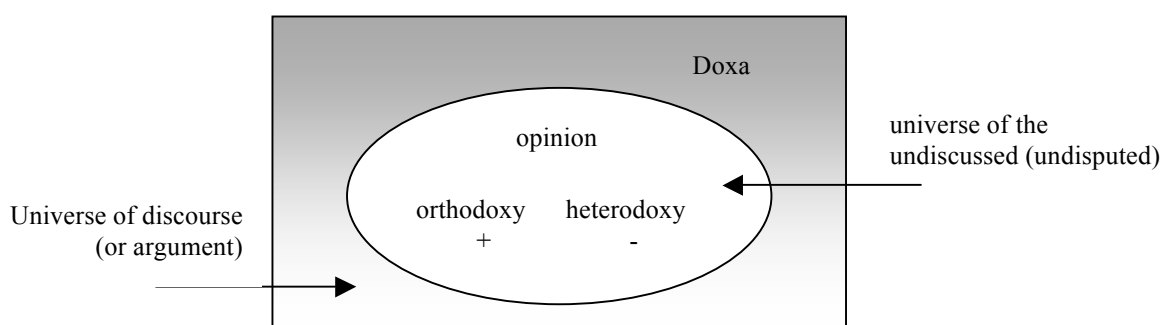 Doxa
opinion
universe of the
undiscussed (undisputed)
orthodoxy heterodoxy
+ -
Universe of discourse
(or argument)